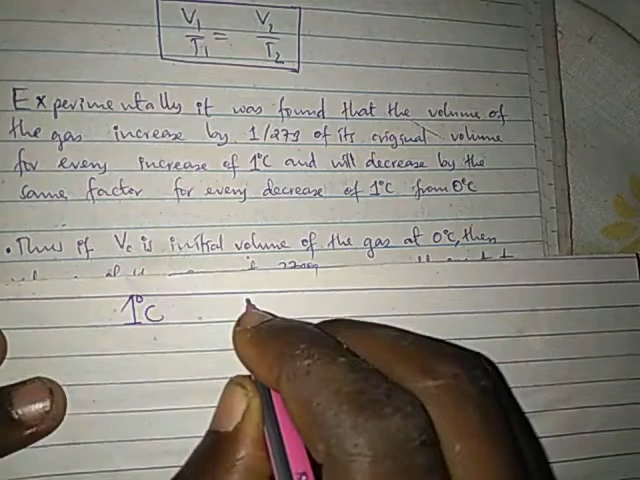 V₁ = V₂
T₁ T₂
Experimentally it was found that the volume of
the gas increase by 1/273 of its original volume
for every increase of 1°C and will decrease by the
same factor for every decrease of 1°C from 0°C
• Thus if V₀ is initial volume of the gas at 0°C, then
1°C